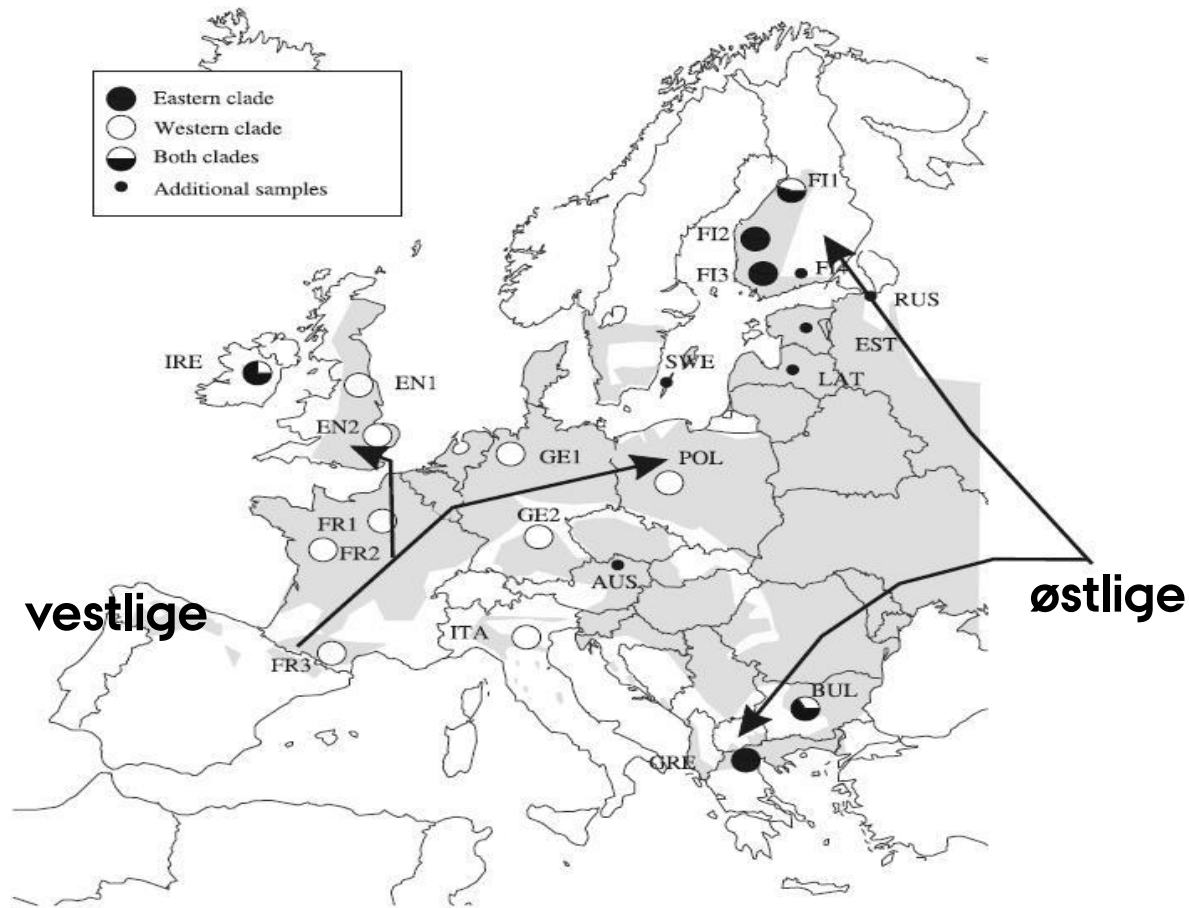 Eastern clade
Western clade
Both clades
Additional samples
FI1
FI2
FI3
FI4
RUS
EST
SWE
LAT
IRE
EN1
EN2
GE1
POL
FR1
GE2
FR2
AUS
vestlige
østlige
ITA
FR3
BUL
GRE